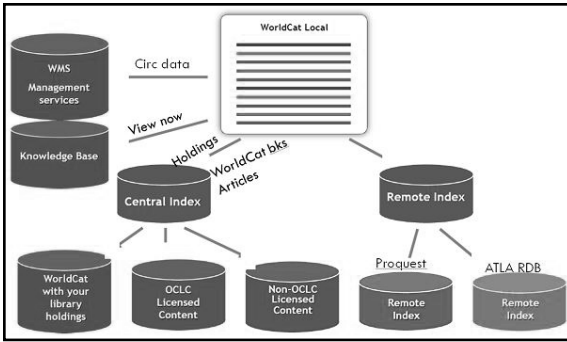 WorldCat Local
WMS
Management
services
Circ data
View now
Knowledge Base
Holdings
WorldCat bks
Articles
Central Index
Remote Index
WorldCat
with your
library
holdings
OCLC
Licensed
Content
Non-OCLC
Licensed
Content
Proquest
Remote
Index
ATLA RDB
Remote
Index